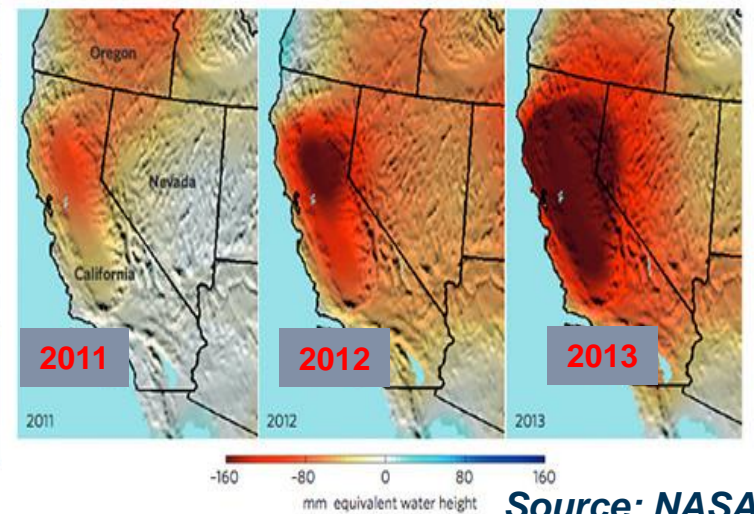 Oregon
Nevada
California
2011 2012 2013
2011 2012 2013
-160 -80 0 80 160
mm equivalent water height
Source: NASA